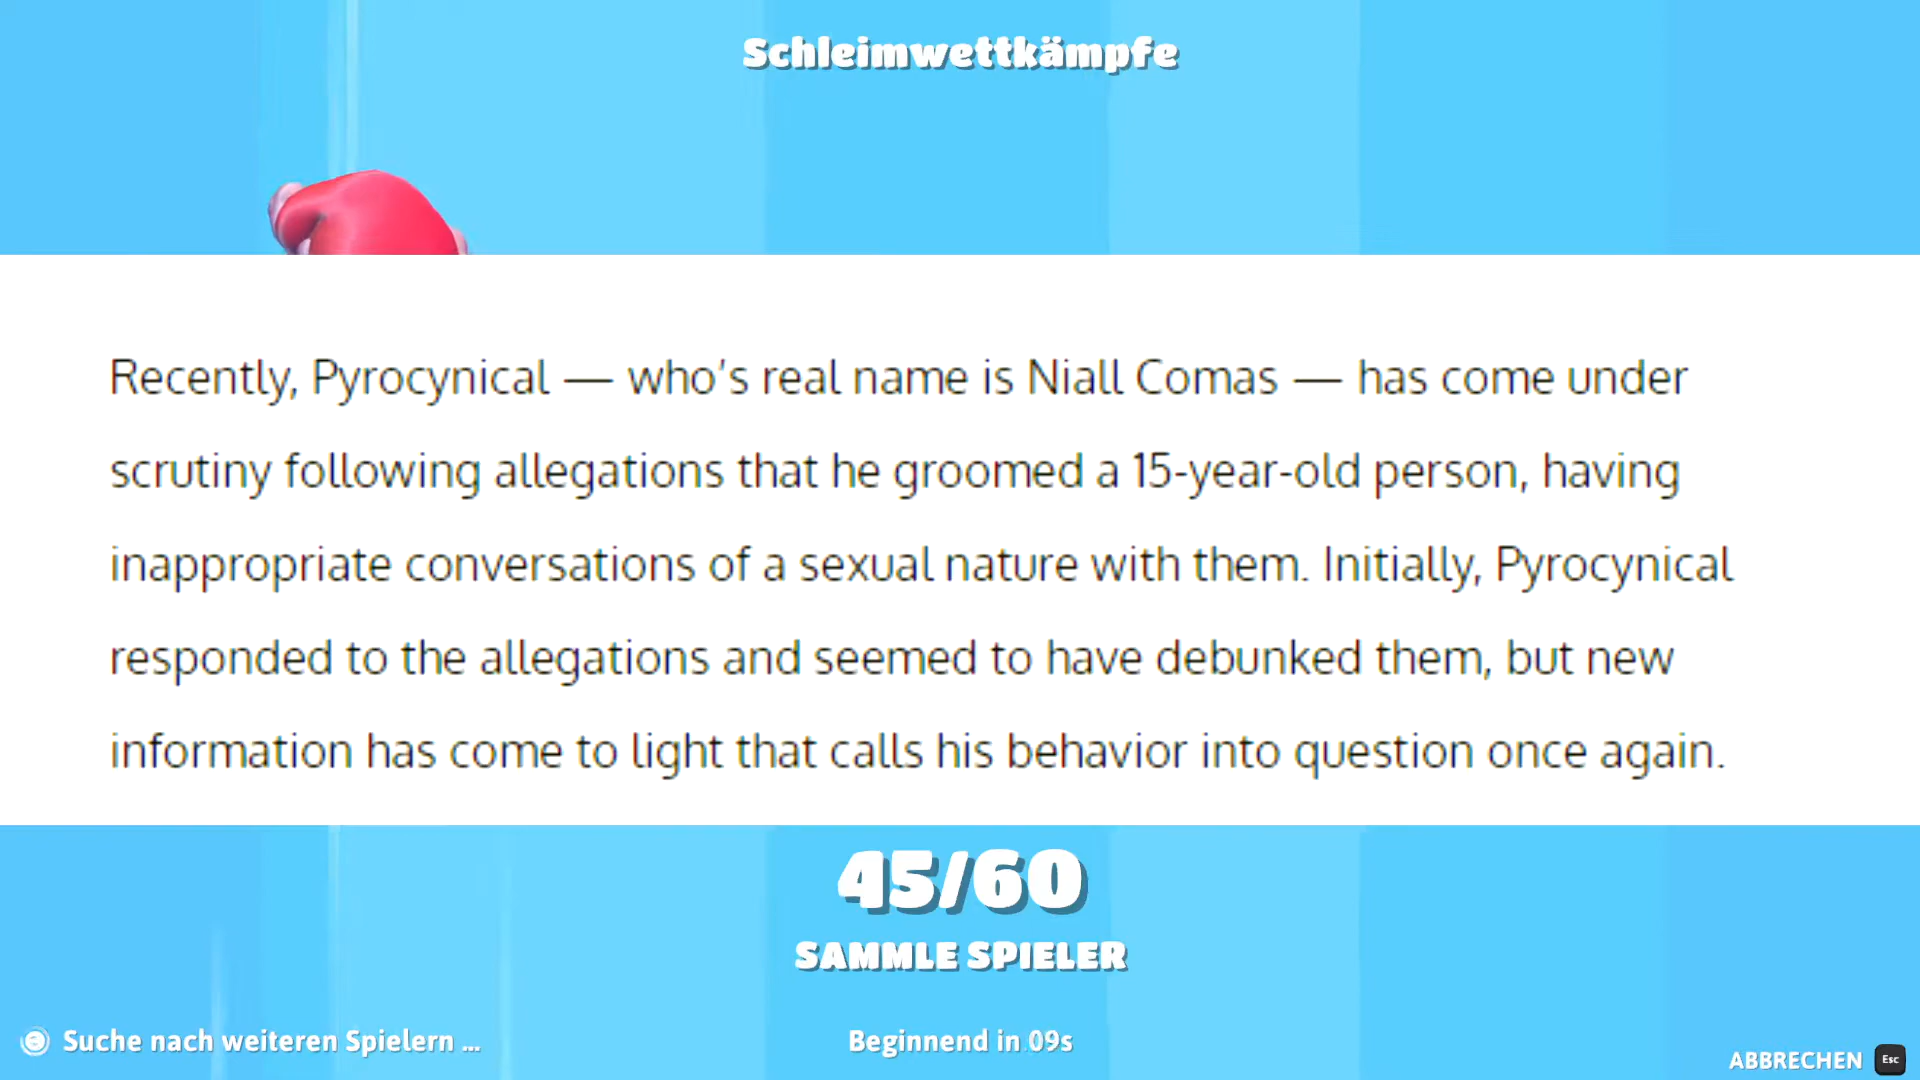 Schleimwettkämpfe
Recently, Pyrocynical — who's real name is Niall Comas — has come under
scrutiny following allegations that he groomed a 15-year-old person, having
inappropriate conversations of a sexual nature with them. Initially, Pyrocynical
responded to the allegations and seemed to have debunked them, but new
information has come to light that calls his behavior into question once again.
45/60
SAMMLE SPIELER
Suche nach weiteren Spielern ...
Beginnend in 09s
ABBRECHEN Esc